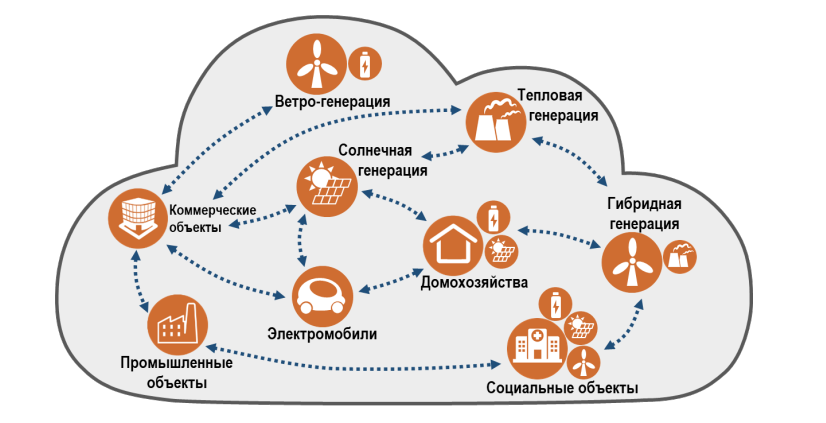 Ветро-генерация
Тепловая
генерация
Солнечная
генерация
Коммерческие
объекты
Гибридная
генерация
Домохозяйства
Электромобили
Промышленные
объекты
Социальные объекты